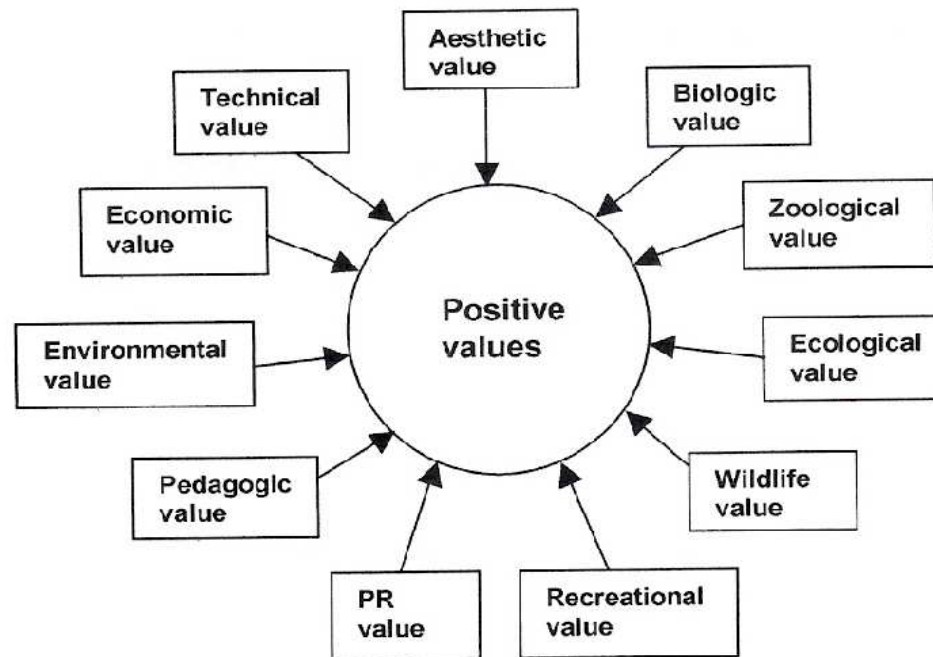 Aesthetic
value
Biologic
value
Zoological
value
Ecological
value
Wildlife
value
Recreational
value
PR
value
Pedagogic
value
Environmental
value
Economic
value
Technical
value
Positive
values